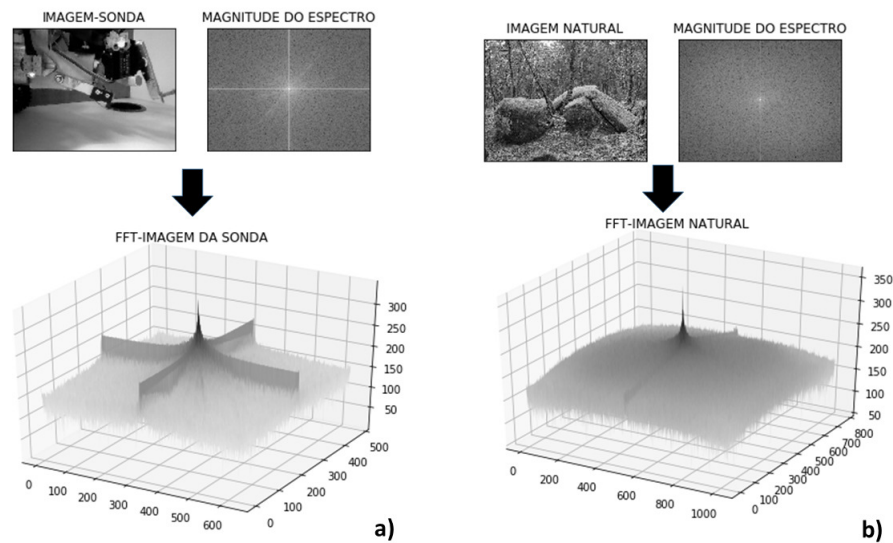 IMAGEM-SONDA
MAGNITUDE DO ESPECTRO
FFT-IMAGEM DA SONDA
300
250
200
150
100
50
0 100 200 300 400 500 600
0 100 200 300 400 500
a)
IMAGEM NATURAL
MAGNITUDE DO ESPECTRO
FFT-IMAGEM NATURAL
350
300
250
200
150
100
50
0 200 400 600 800 1000
0 100 200 300 400 500 600 700 800
b)